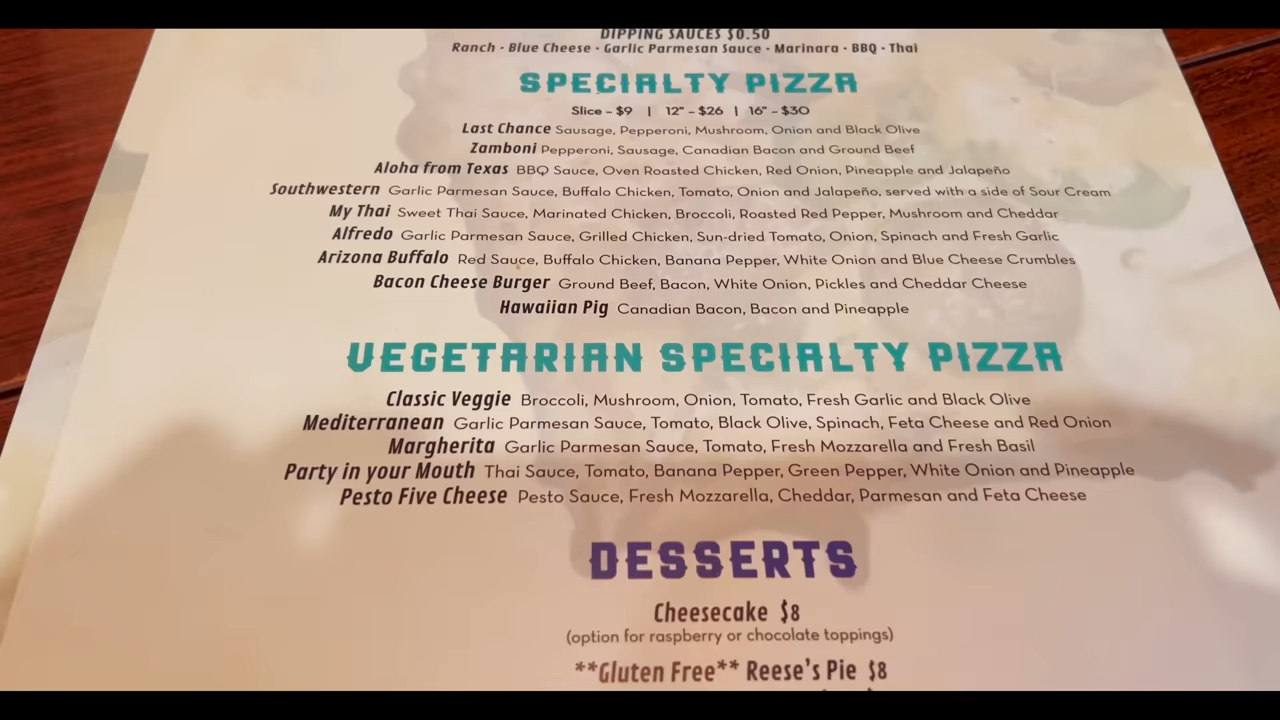 DIPPING SAUCES $0.50
Ranch • Blue Cheese • Garlic Parmesan Sauce • Marinara • BBQ • Thai
SPECIALTY PIZZA
Slice - $9 | 12" - $26 | 16" - $30
Last Chance Sausage, Pepperoni, Mushroom, Onion and Black Olive
Zamboni Pepperoni, Sausage, Canadian Bacon and Ground Beef
Aloha from Texas BBQ Sauce, Oven Roasted Chicken, Red Onion, Pineapple and Jalapeño
Southwestern Garlic Parmesan Sauce, Buffalo Chicken, Tomato, Onion and Jalapeño, served with a side of Sour Cream
My Thai Sweet Thai Sauce, Marinated Chicken, Broccoli, Roasted Red Pepper, Mushroom and Cheddar
Alfredo Garlic Parmesan Sauce, Grilled Chicken, Sun-dried Tomato, Onion, Spinach and Fresh Garlic
Arizona Buffalo Red Sauce, Buffalo Chicken, Banana Pepper, White Onion and Blue Cheese Crumbles
Bacon Cheese Burger Ground Beef, Bacon, White Onion, Pickles and Cheddar Cheese
Hawaiian Pig Canadian Bacon, Bacon and Pineapple
VEGETARIAN SPECIALTY PIZZA
Classic Veggie Broccoli, Mushroom, Onion, Tomato, Fresh Garlic and Black Olive
Mediterranean Garlic Parmesan Sauce, Tomato, Black Olive, Spinach, Feta Cheese and Red Onion
Margherita Garlic Parmesan Sauce, Tomato, Fresh Mozzarella and Fresh Basil
Party in your Mouth Thai Sauce, Tomato, Banana Pepper, Green Pepper, White Onion and Pineapple
Pesto Five Cheese Pesto Sauce, Fresh Mozzarella, Cheddar, Parmesan and Feta Cheese
DESSERTS
Cheesecake $8
(option for raspberry or chocolate toppings)
**Gluten Free** Reese's Pie $8